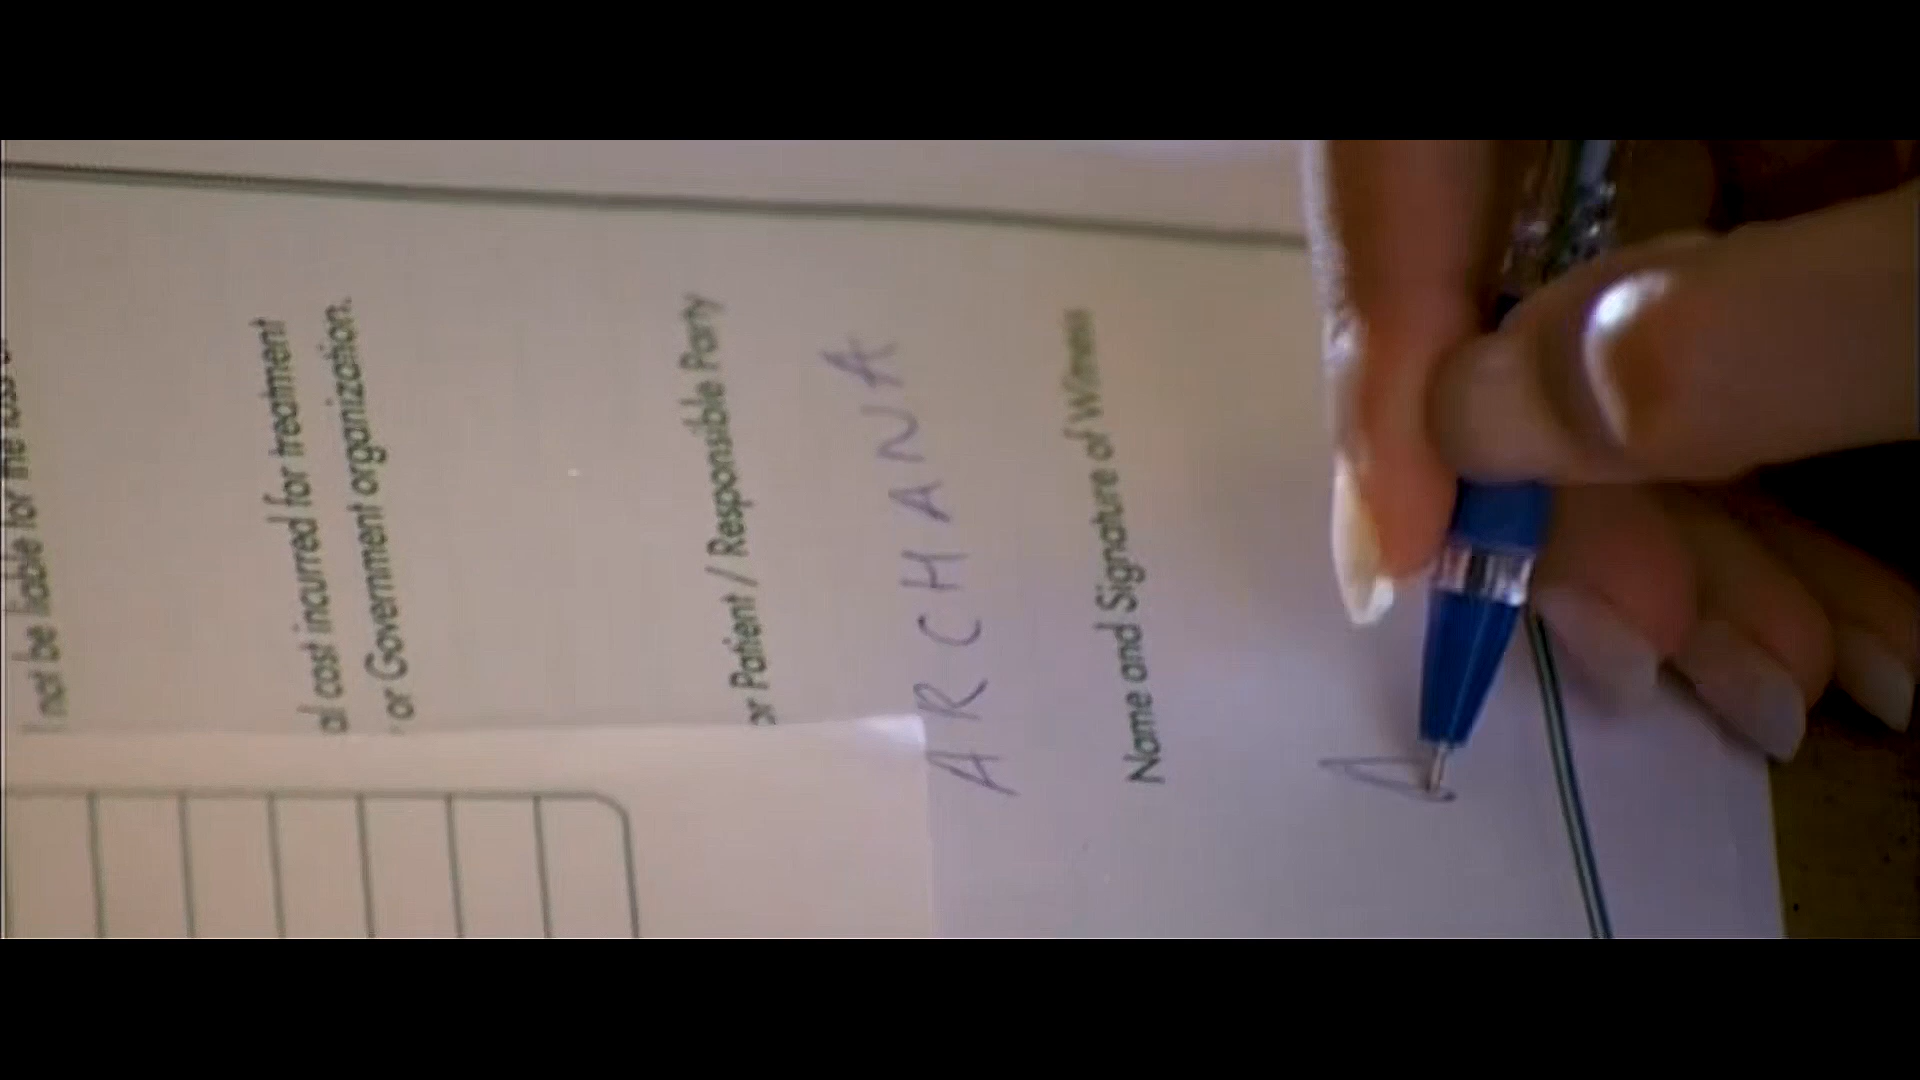 not be liable for the loss
al cost incurred for treatment
or Government organization.
or Patient / Responsible Party
ARCHANA
Name and Signature of Witness
A